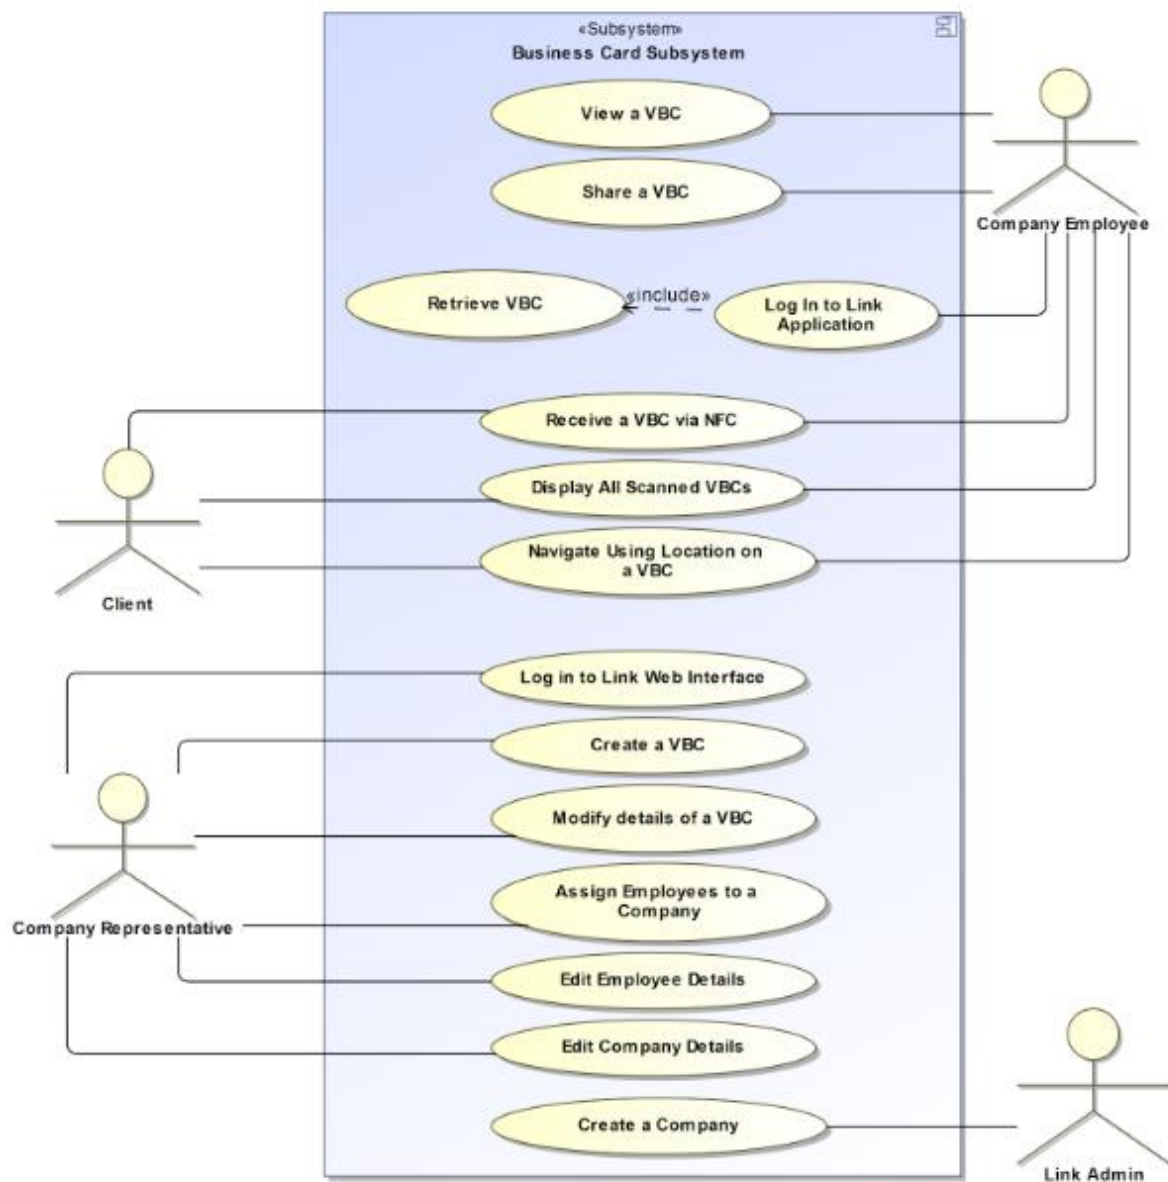 «Subsystem»
Business Card Subsystem
View a VBC
Share a VBC
Company Employee
Retrieve VBC
«include»
Log In to Link
Application
Receive a VBC via NFC
Display All Scanned VBCs
Navigate Using Location on
a VBC
Client
Log in to Link Web Interface
Create a VBC
Modify details of a VBC
Assign Employees to a
Company
Company Representative
Edit Employee Details
Edit Company Details
Create a Company
Link Admin